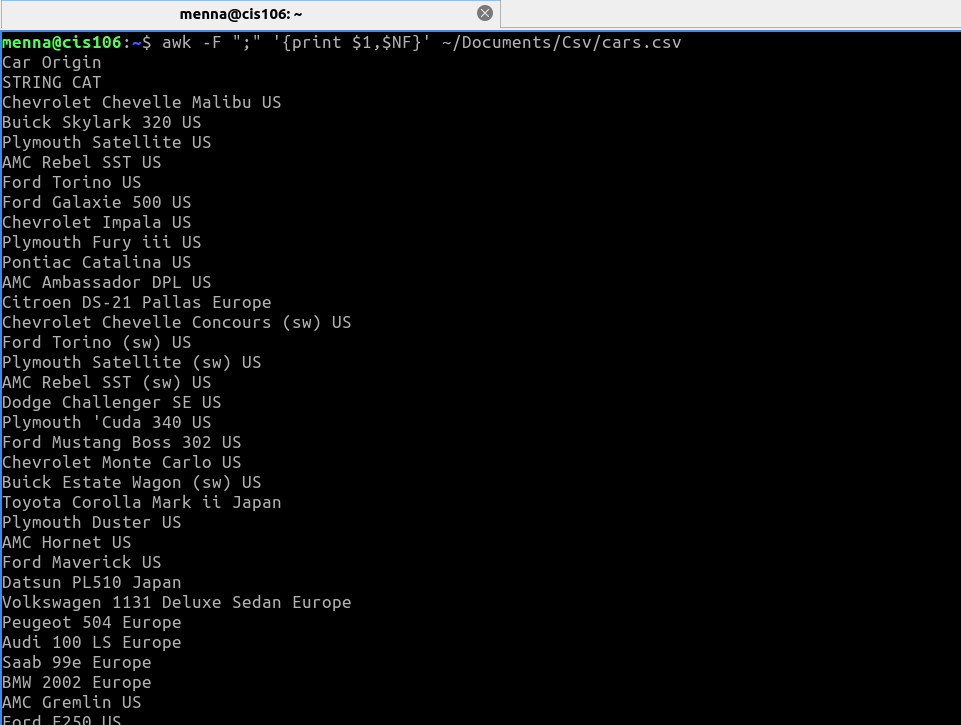 menna@cis106: ~
menna@cis106:~$ awk -F ";" '{print $1,$NF}' ~/Documents/Csv/cars.csv
Car Origin
STRING CAT
Chevrolet Chevelle Malibu US
Buick Skylark 320 US
Plymouth Satellite US
AMC Rebel SST US
Ford Torino US
Ford Galaxie 500 US
Chevrolet Impala US
Plymouth Fury iii US
Pontiac Catalina US
AMC Ambassador DPL US
Citroen DS-21 Pallas Europe
Chevrolet Chevelle Concours (sw) US
Ford Torino (sw) US
Plymouth Satellite (sw) US
AMC Rebel SST (sw) US
Dodge Challenger SE US
Plymouth 'Cuda 340 US
Ford Mustang Boss 302 US
Chevrolet Monte Carlo US
Buick Estate Wagon (sw) US
Toyota Corolla Mark ii Japan
Plymouth Duster US
AMC Hornet US
Ford Maverick US
Datsun PL510 Japan
Volkswagen 1131 Deluxe Sedan Europe
Peugeot 504 Europe
Audi 100 LS Europe
Saab 99e Europe
BMW 2002 Europe
AMC Gremlin US
Ford F250 US